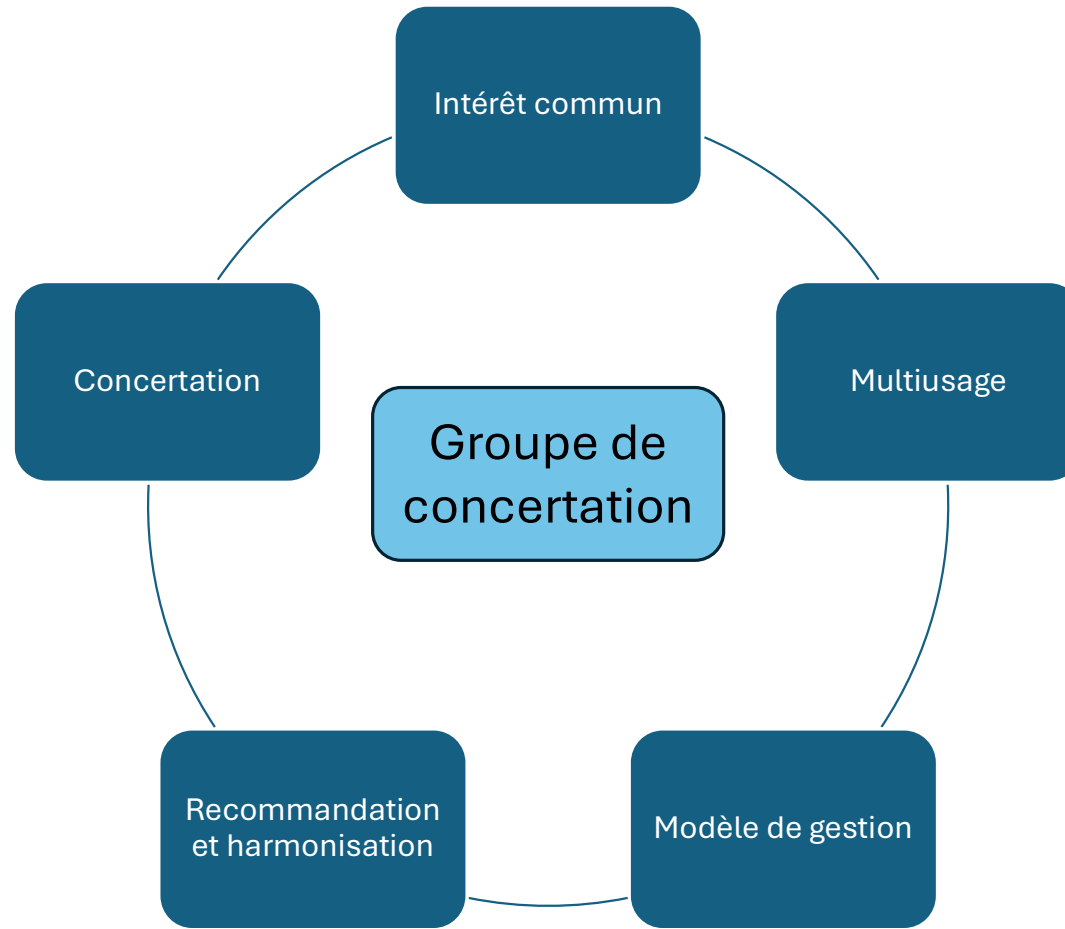 Intérêt commun
Concertation
Multiusage
Groupe de
concertation
Recommandation
et harmonisation
Modèle de gestion